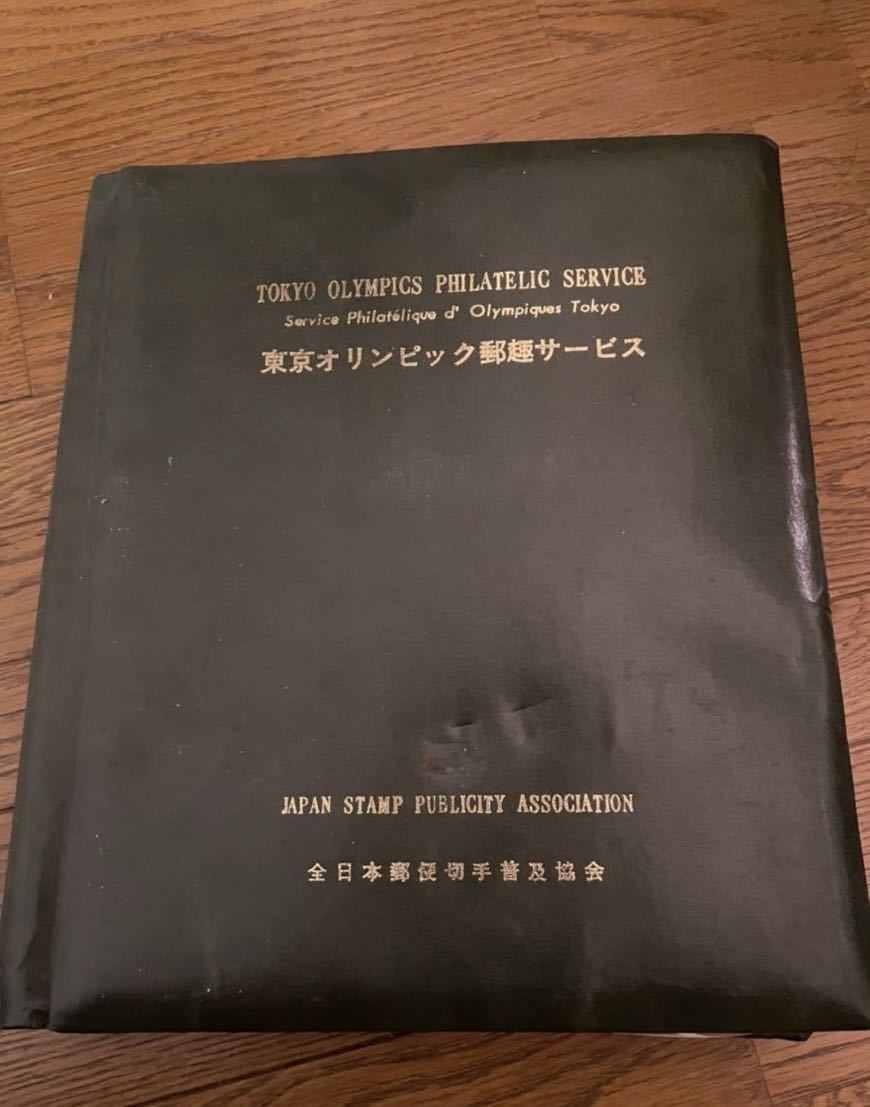 TOKYO OLYMPICS PHILATELIC SERVICE
Service Philatélique d' Olympiques Tokyo
東京オリンピック郵趣サービス
JAPAN STAMP PUBLICITY ASSOCIATION
全日本郵便切手普及協会